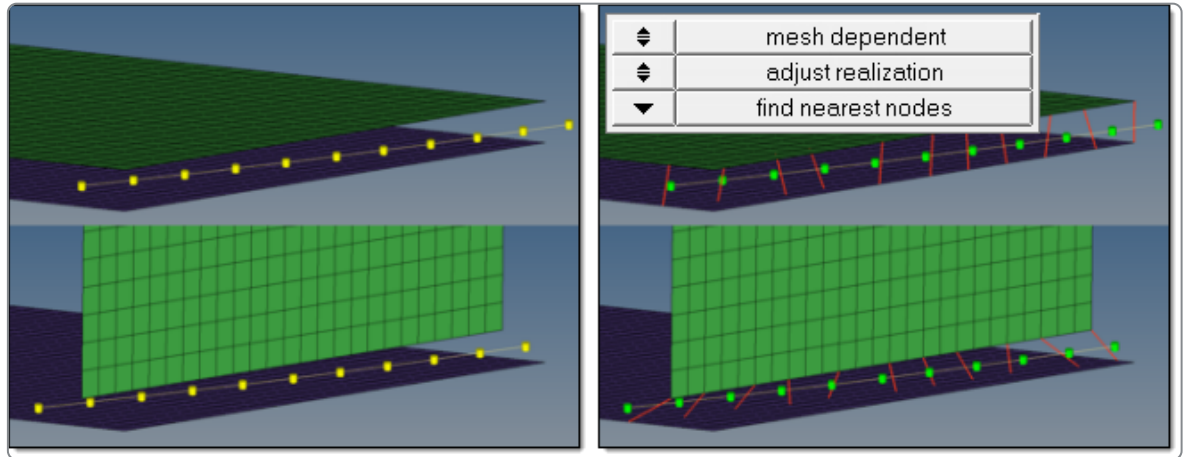 mesh dependent
adjust realization
find nearest nodes